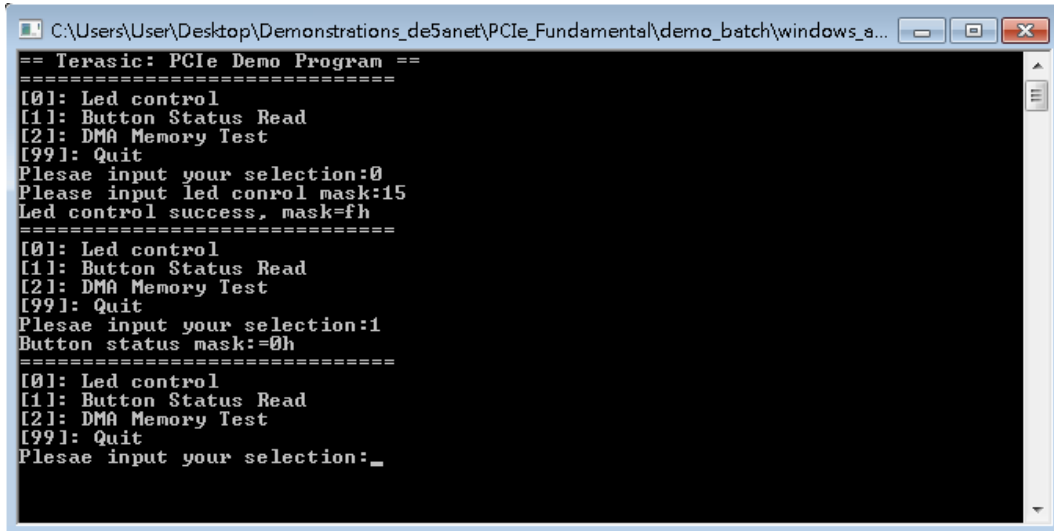 C:\Users\User\Desktop\Demonstrations_de5anet\PCIe_Fundamental\demo_batch\windows_a...
== Terasic: PCIe Demo Program ==
==============================
[0]: Led control
[1]: Button Status Read
[2]: DMA Memory Test
[99]: Quit
Plesae input your selection:0
Please input led conrol mask:15
Led control success, mask=fh
==============================
[0]: Led control
[1]: Button Status Read
[2]: DMA Memory Test
[99]: Quit
Plesae input your selection:1
Button status mask:=0h
==============================
[0]: Led control
[1]: Button Status Read
[2]: DMA Memory Test
[99]: Quit
Plesae input your selection:_